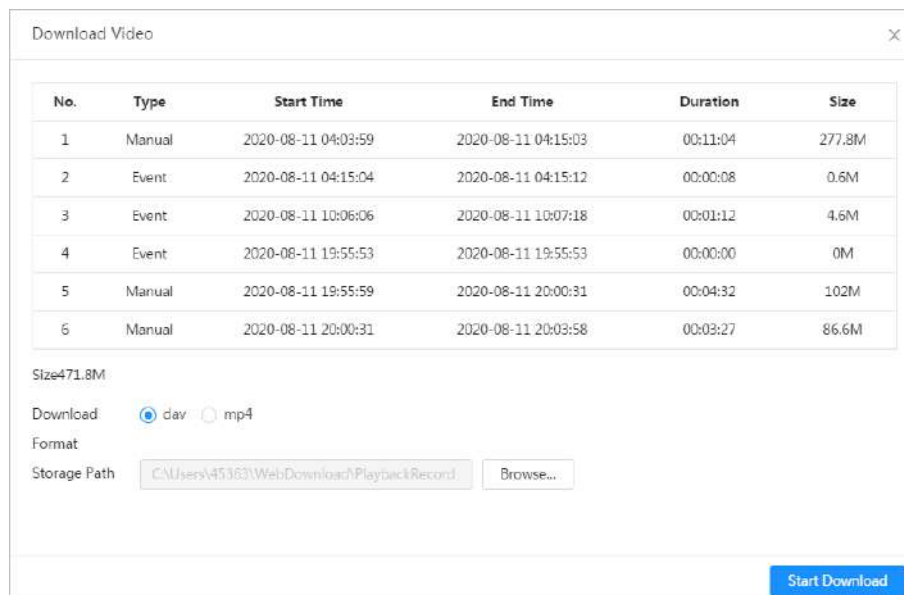 Download Video
No. Type Start Time End Time Duration Size
1 Manual 2020-08-11 04:03:59 2020-08-11 04:15:03 00:11:04 277.8M
2 Event 2020-08-11 04:15:04 2020-08-11 04:15:12 00:00:08 0.6M
3 Event 2020-08-11 10:06:06 2020-08-11 10:07:18 00:01:12 4.6M
4 Event 2020-08-11 19:55:53 2020-08-11 19:55:53 00:00:00 0M
5 Manual 2020-08-11 19:55:59 2020-08-11 20:00:31 00:04:32 102M
6 Manual 2020-08-11 20:00:31 2020-08-11 20:03:58 00:03:27 86.6M
Size471.8M
Download dav mp4
Format
Storage Path C:\Users\45363\WebDownload\PlaybackRecord Browse...
Start Download